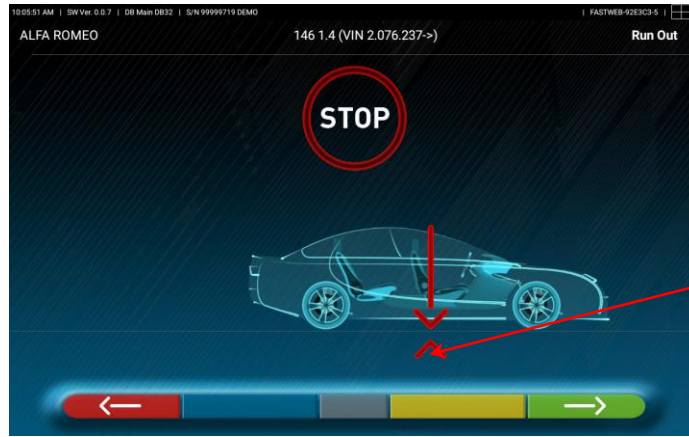 10:05:51 AM | SW Ver. 0.0.7 | DB Main DB32 | S/N 99999719 DEMO | FASTWEB-92E3C3-5 |
ALFA ROMEO 146 1.4 (VIN 2.076.237->) Run Out
STOP